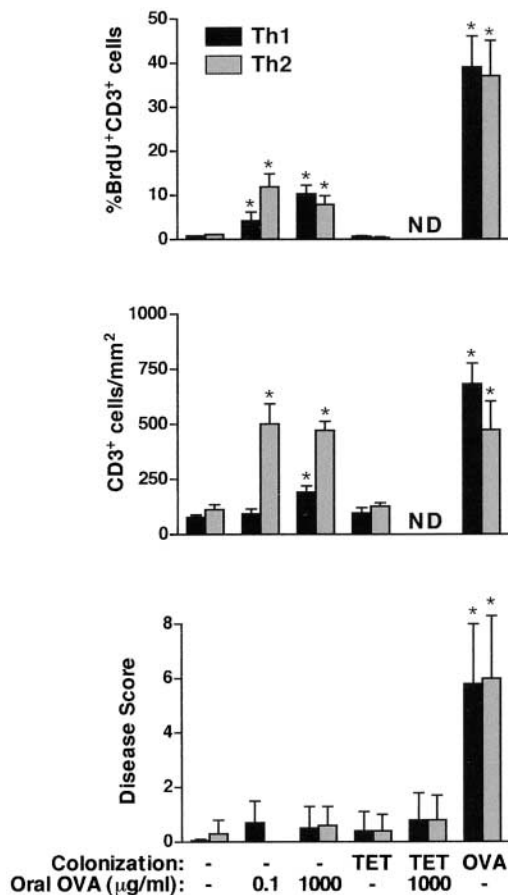 %BrdU⁺CD3⁺ cells
50
40
30
20
10
0
Th1
Th2
* * * * * *
ND
CD3⁺ cells/mm²
1000
750
500
250
0
* * * * *
ND
Disease Score
8
6
4
2
0
* *
Colonization: - - - TET TET OVA
Oral OVA (μg/ml): - 0.1 1000 - 1000 -